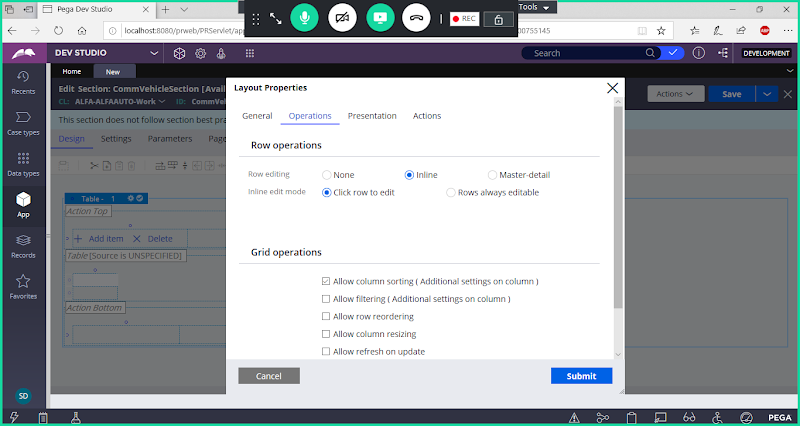 Pega Dev Studio
Tools
REC
localhost:8080/prweb/PRServlet/app
00755145
DEV STUDIO
Search
DEVELOPMENT
Home
New
Recents
Case types
Data types
App
Records
Favorites
SD
Edit Section: CommVehicleSection [Avail
CL: ALFA-ALFAAUTO-Work
ID: CommVeh
Actions
Save
This section does not follow section best pra
Design
Settings
Parameters
Page
Table - 1
Action Top
Add item
Delete
Table [Source is UNSPECIFIED]
Action Bottom
Layout Properties
General
Operations
Presentation
Actions
Row operations
Row editing
None
Inline
Master-detail
Inline edit mode
Click row to edit
Rows always editable
Grid operations
Allow column sorting ( Additional settings on column )
Allow filtering ( Additional settings on column )
Allow row reordering
Allow column resizing
Allow refresh on update
Cancel
Submit
PEGA